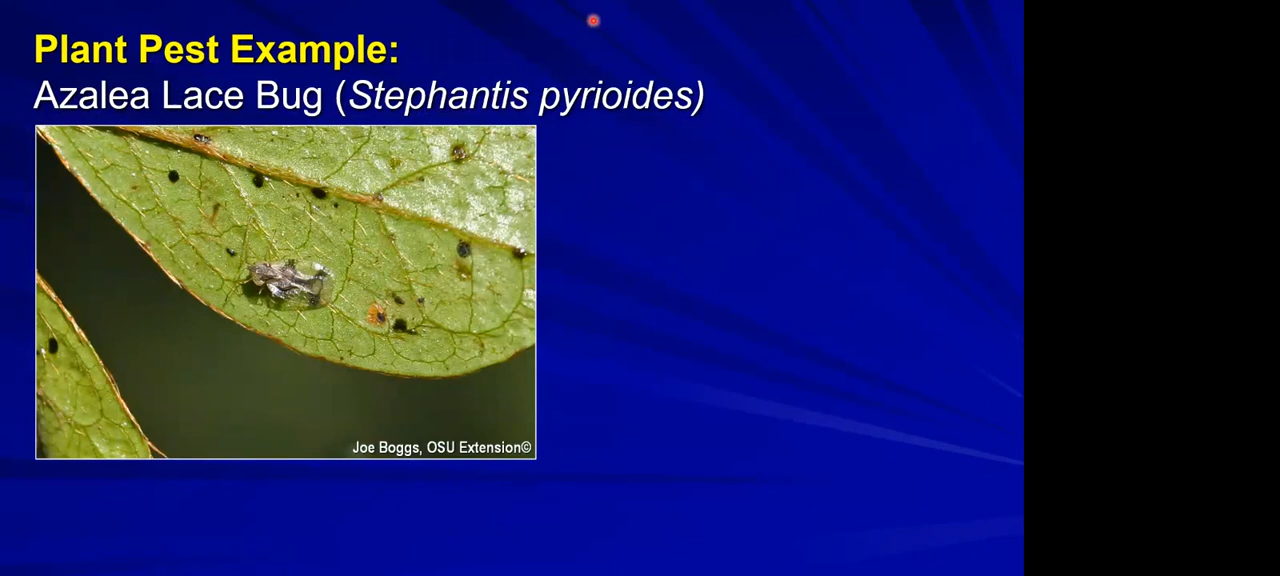 Plant Pest Example:
Azalea Lace Bug (Stephantis pyrioides)
Joe Boggs, OSU Extension©